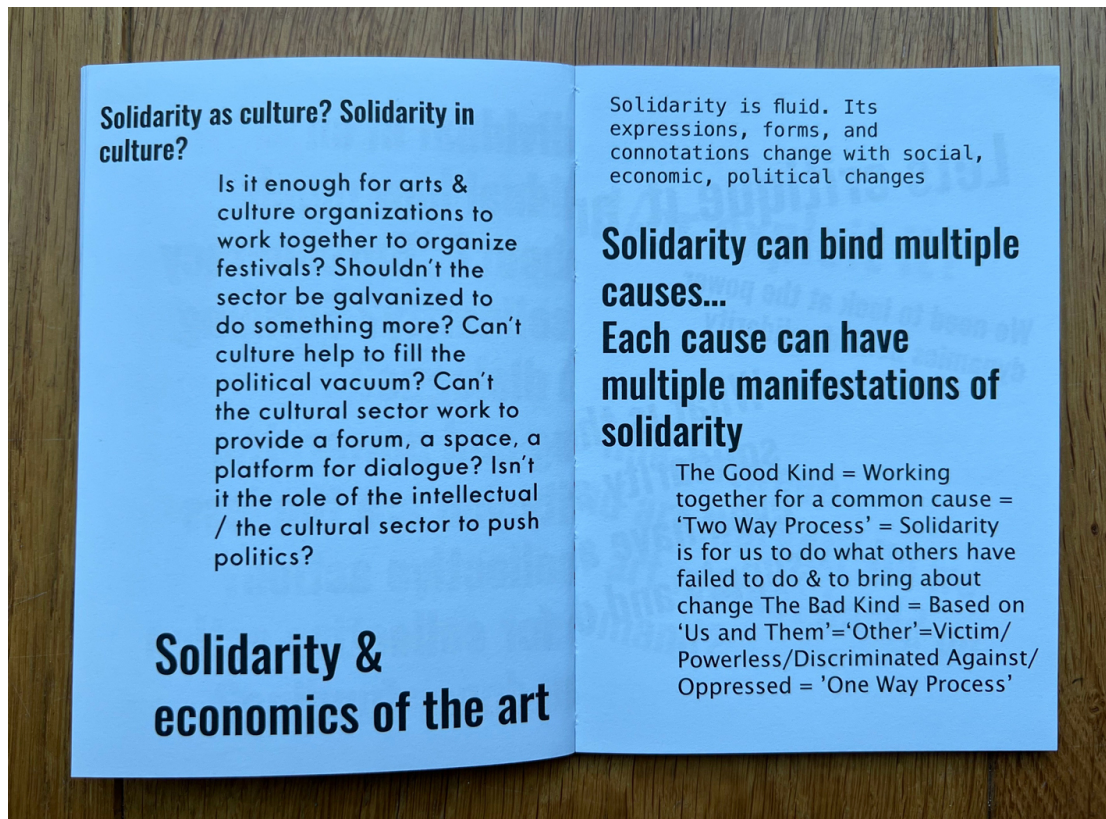 Solidarity as culture? Solidarity in
culture?
Is it enough for arts &
culture organizations to
work together to organize
festivals? Shouldn't the
sector be galvanized to
do something more? Can't
culture help to fill the
political vacuum? Can't
the cultural sector work to
provide a forum, a space, a
platform for dialogue? Isn't
it the role of the intellectual
/ the cultural sector to push
politics?
Solidarity &
economics of the art
Solidarity is fluid. Its
expressions, forms, and
connotations change with social,
economic, political changes
Solidarity can bind multiple
causes...
Each cause can have
multiple manifestations of
solidarity
The Good Kind = Working
together for a common cause =
‘Two Way Process’ = Solidarity
is for us to do what others have
failed to do & to bring about
change The Bad Kind = Based on
‘Us and Them’=‘Other’=Victim/
Powerless/Discriminated Against/
Oppressed = ’One Way Process’